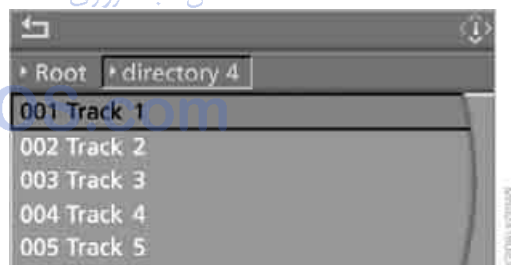 Root directory 4
001 Track 1
002 Track 2
003 Track 3
004 Track 4
005 Track 5